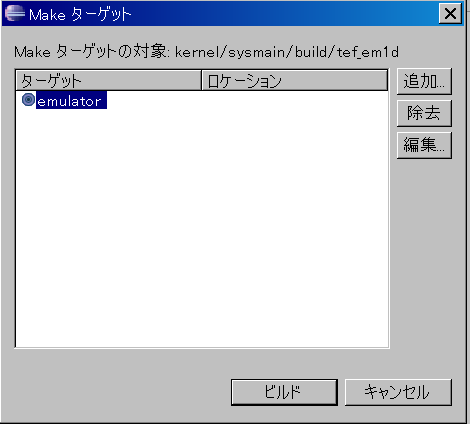 Make ターゲット
Make ターゲットの対象: kernel/sysmain/build/tef_em1d
ターゲット ロケーション
emulator
追加...
除去
編集...
ビルド キャンセル